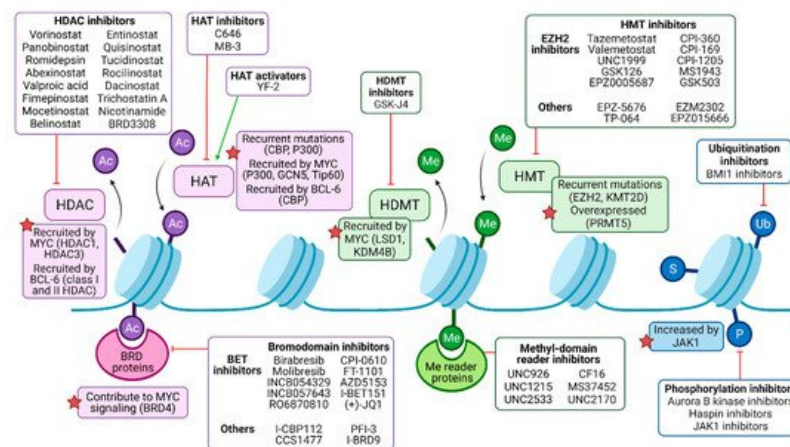 HDAC inhibitors
Vorinostat Entinostat
Panobinostat Quisinostat
Romidepsin Tucidinostat
Abexinostat Rocilinostat
Valproic acid Dacinostat
Fimepinostat Trichostatin A
Mocetinostat Nicotinamide
Belinostat BRD3308
HAT inhibitors
C646
MB-3
HAT activators
YF-2
HDMT
inhibitors
GSK-J4
HMT inhibitors
EZH2
inhibitors
Tazemetostat CPI-360
Valemetostat CPI-169
UNC1999 CPI-1205
GSK126 MS1943
EPZ0005687 GSK503
Others
EPZ-5676 EZM2302
TP-064 EPZ015666
Ubiquitination
inhibitors
BMI1 inhibitors
Ac
Ac
HAT
Recurrent mutations
(CBP, P300)
Recruited by MYC
(P300, GCN5, Tip60)
Recruited by BCL-6
(CBP)
Me
Me
HMT
Recurrent mutations
(EZH2, KMT2D)
Overexpressed
(PRMT5)
HDAC
Recruited by
MYC (HDAC1,
HDAC3)
Recruited by
BCL-6 (class I
and II HDAC)
Ac
HDMT
Recruited by
MYC (LSD1,
KDM4B)
Me
Ub
S
P
Increased by
JAK1
Ac
BRD
proteins
Contribute to MYC
signaling (BRD4)
Bromodomain inhibitors
BET
inhibitors
Birabresib CPI-0610
Molibresib FT-1101
INCB054329 AZD5153
INCB057643 I-BET151
RO6870810 (+)-JQ1
Others
I-CBP112 PFI-3
CCS1477 I-BRD9
Me
Me reader
proteins
Methyl-domain
reader inhibitors
UNC926 CF16
UNC1215 MS37452
UNC2533 UNC2170
Phosphorylation inhibitors
Aurora B kinase inhibitors
Haspin inhibitors
JAK1 inhibitors